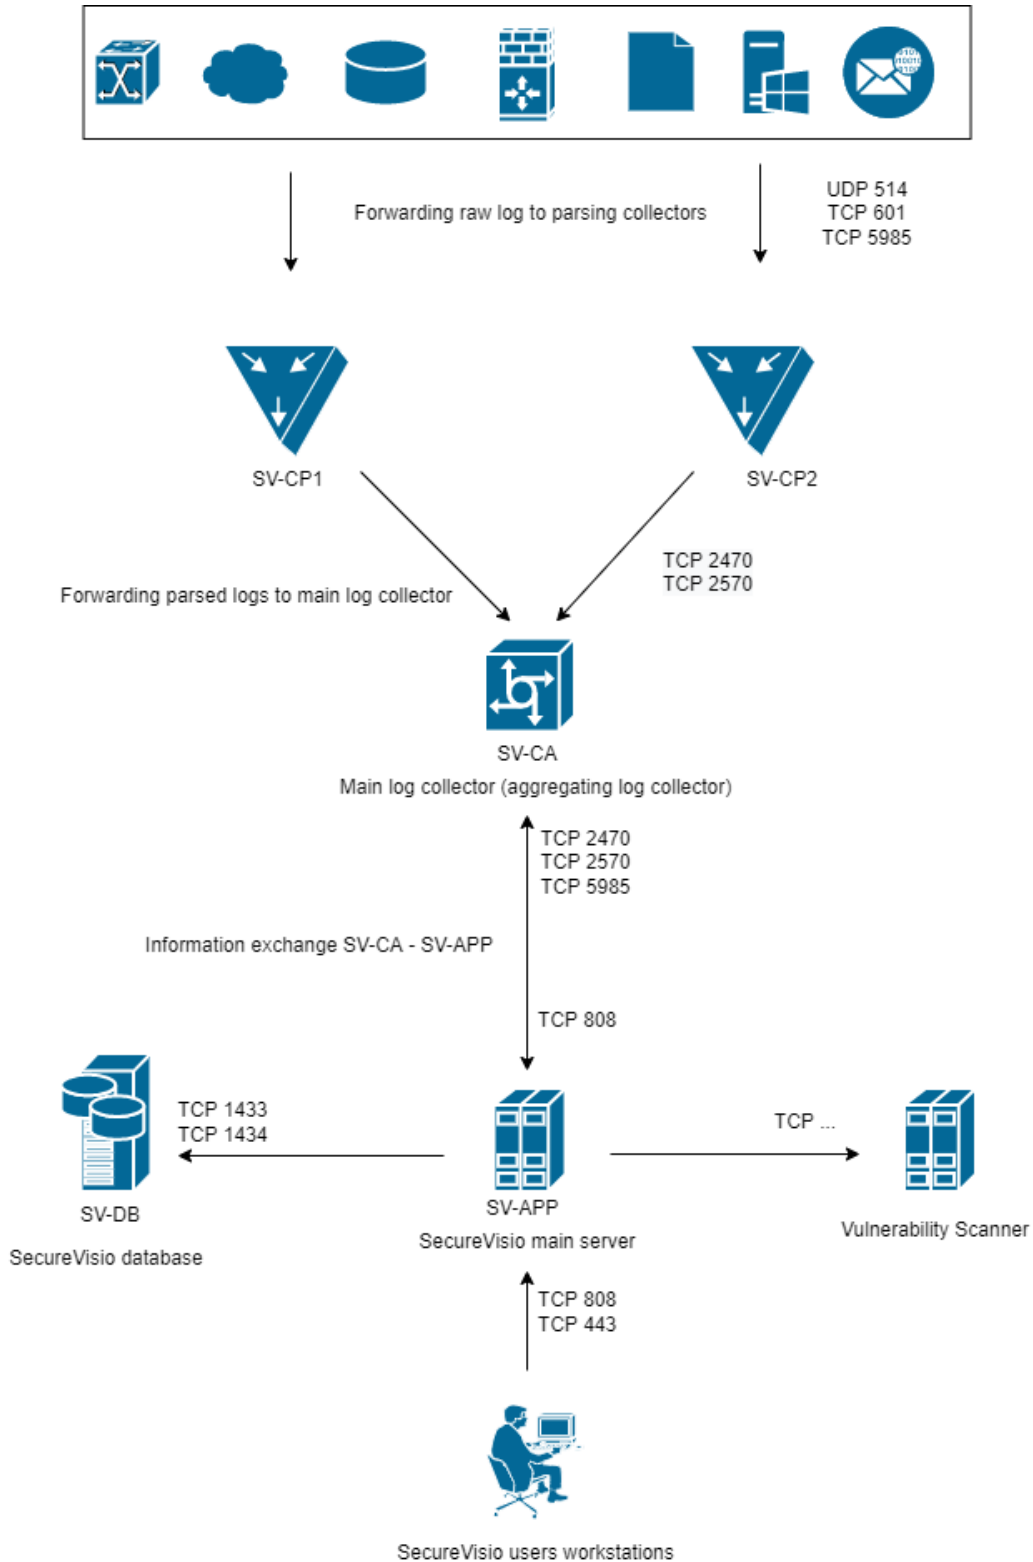 UDP 514
Forwarding raw log to parsing collectors
TCP 601
TCP 5985
SV-CP1
SV-CP2
TCP 2470
TCP 2570
Forwarding parsed logs to main log collector
SV-CA
Main log collector (aggregating log collector)
TCP 2470
TCP 2570
TCP 5985
Information exchange SV-CA - SV-APP
TCP 808
TCP 1433
TCP 1434
TCP ...
SV-DB
SecureVisio database
SV-APP
SecureVisio main server
Vulnerability Scanner
TCP 808
TCP 443
SecureVisio users workstations